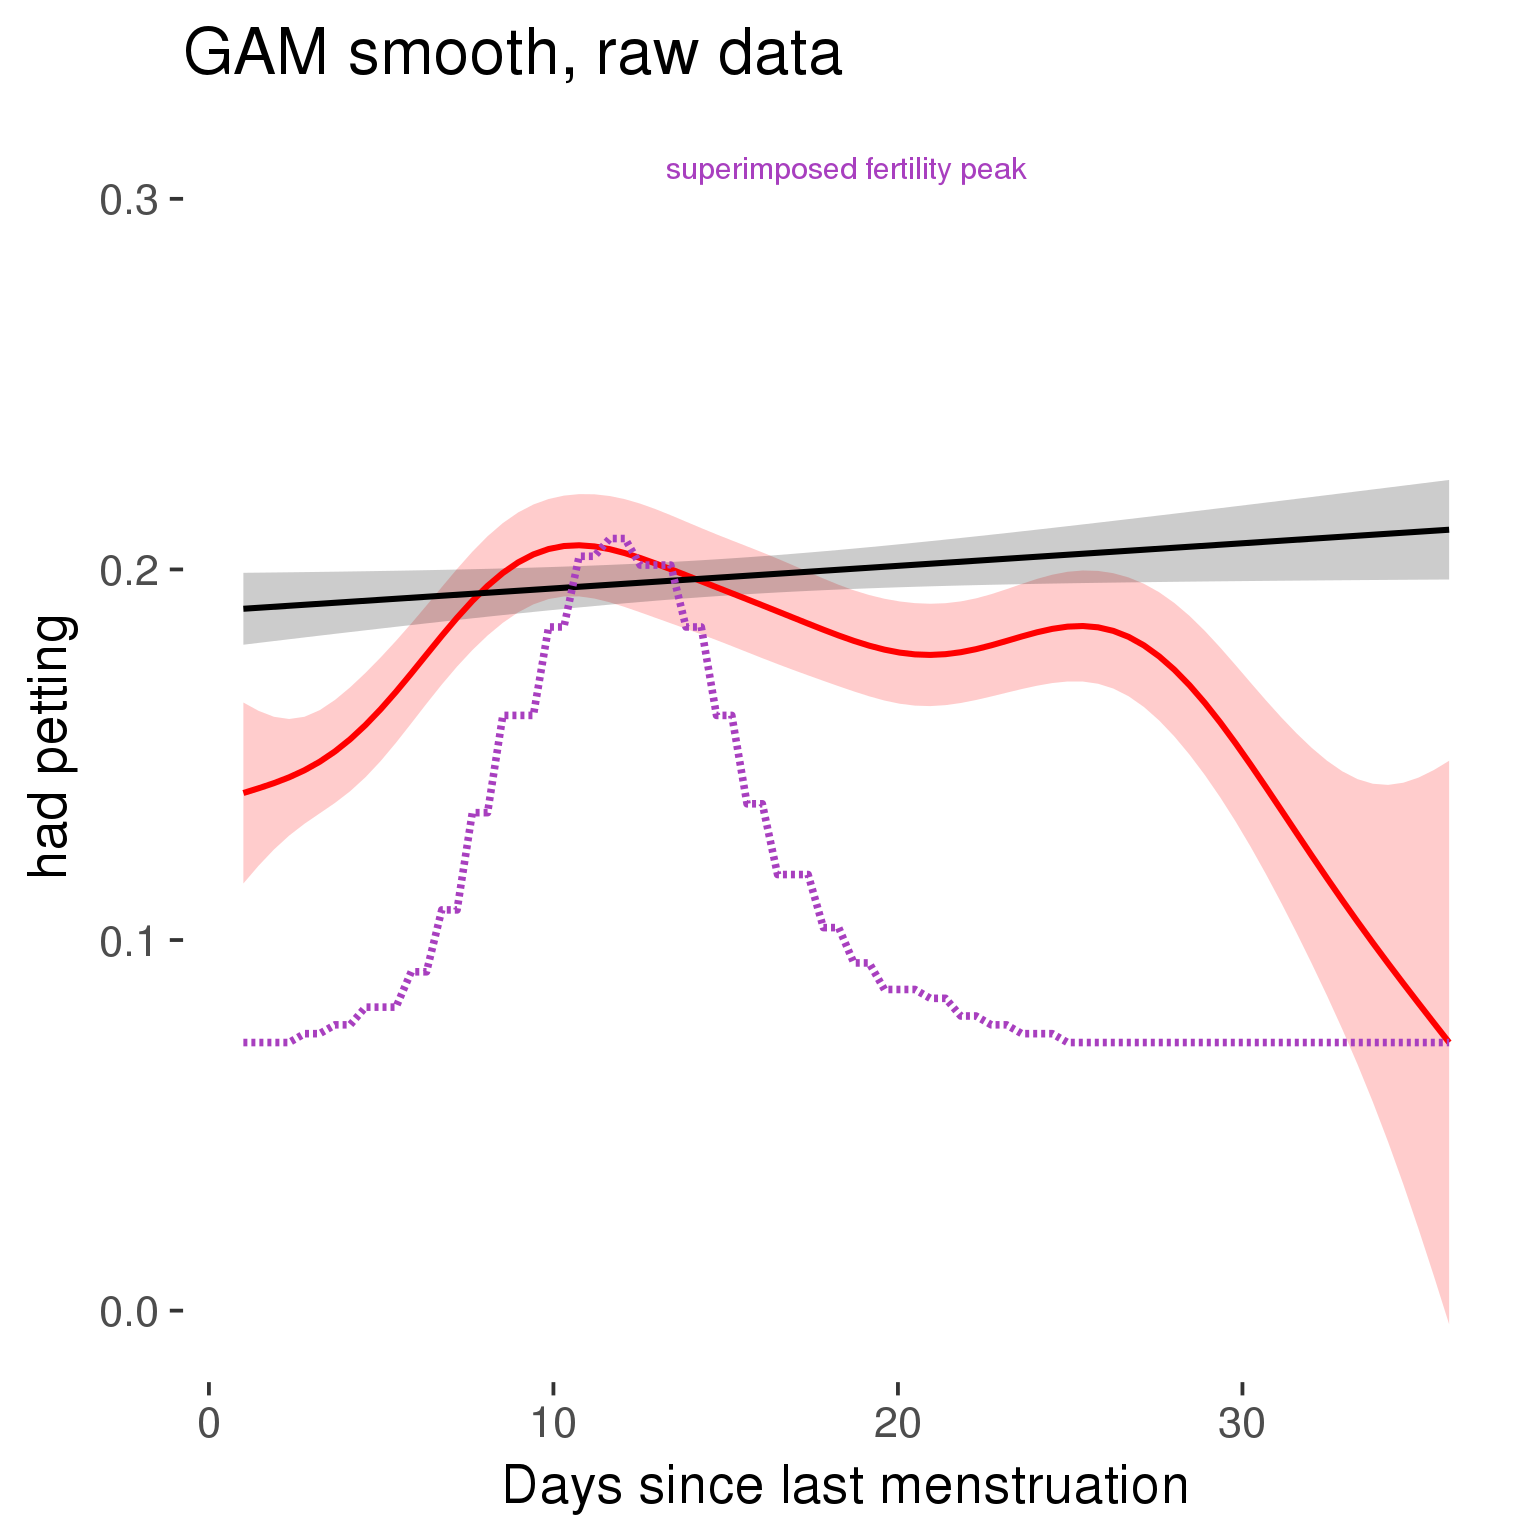 GAM smooth, raw data
superimposed fertility peak
0.3
0.2
0.1
0.0
had petting
0
10
20
30
Days since last menstruation